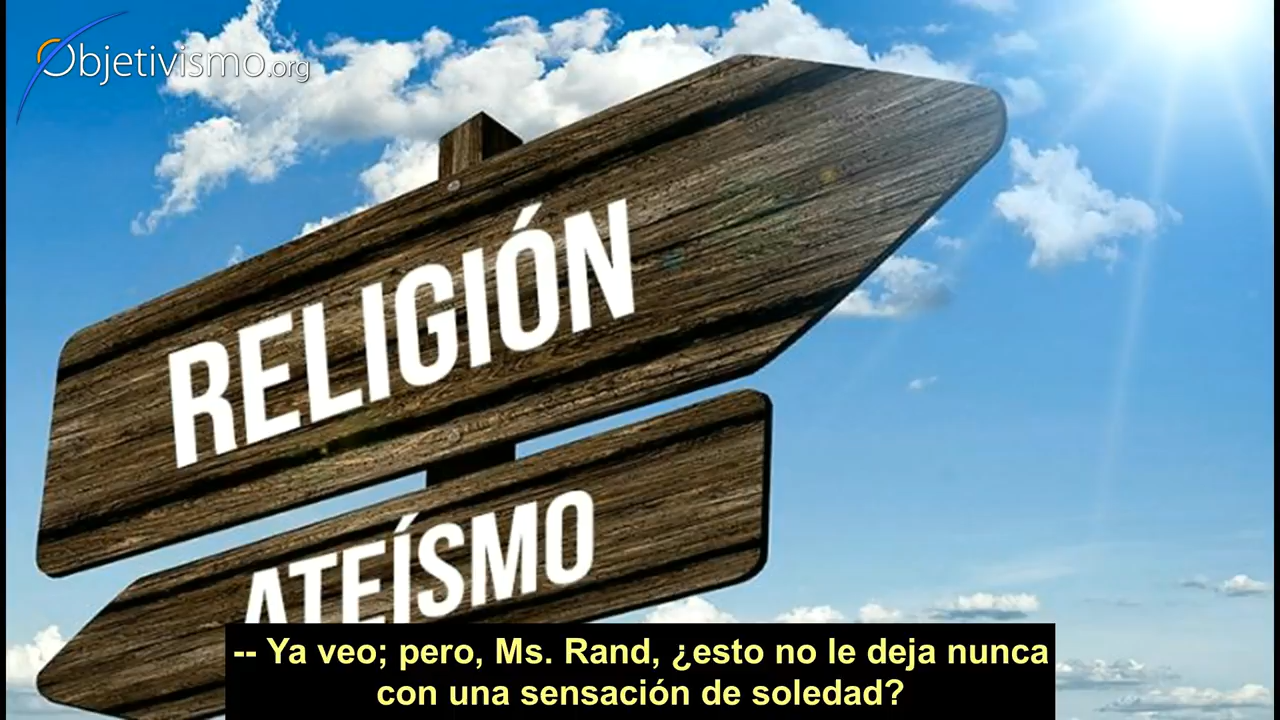 Objetivismo.org
RELIGIÓN
ATEÍSMO
-- Ya veo; pero, Ms. Rand, ¿esto no le deja nunca
con una sensación de soledad?